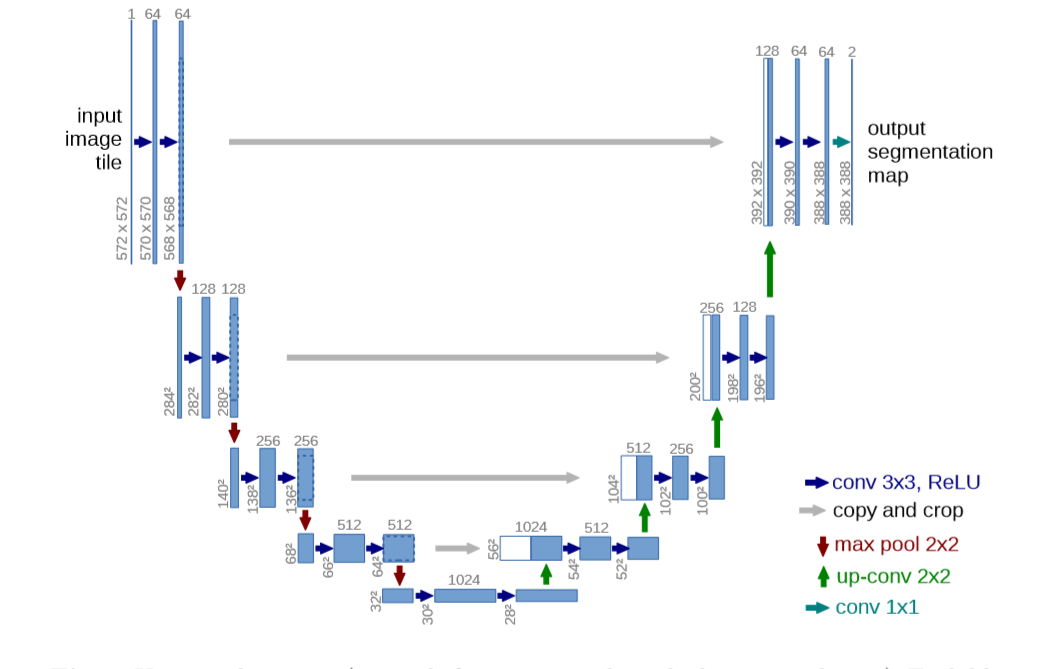 1 64 64
input
image
tile
572 x 572
570 x 570
568 x 568
128 64 64 2
output
segmentation
map
392 x 392
390 x 390
388 x 388
388 x 388
128 128
284²
282²
280²
256 128
200²
198²
196²
256 256
140²
138²
136²
512 256
104²
102²
100²
512 512
68²
66²
64²
1024 512
56²
54²
52²
1024
32²
30²
28²
conv 3x3, ReLU
copy and crop
max pool 2x2
up-conv 2x2
conv 1x1